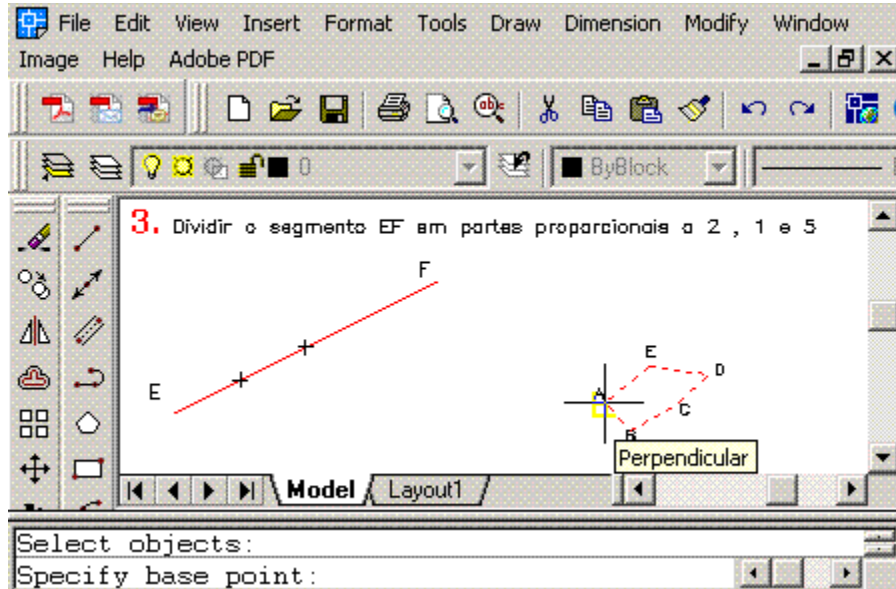 File Edit View Insert Format Tools Draw Dimension Modify Window
Image Help Adobe PDF
0 ByBlock
3. Dividir o segmento EF em partes proporcionais a 2 , 1 e 5
F
E
E
D
A
C
B
Perpendicular
Model Layout1
Select objects:
Specify base point: